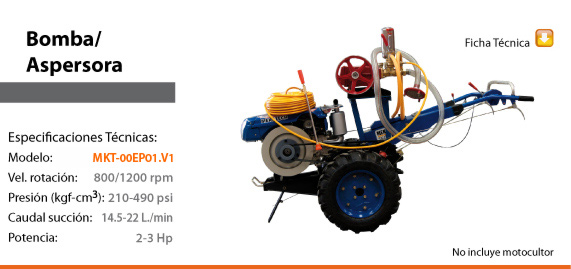 Bomba/
Aspersora
Ficha Técnica
Especificaciones Técnicas:
Modelo: MKT-00EP01.V1
Vel. rotación: 800/1200 rpm
Presión (kgf-cm³): 210-490 psi
Caudal succión: 14.5-22 L./min
Potencia: 2-3 Hp
No incluye motocultor